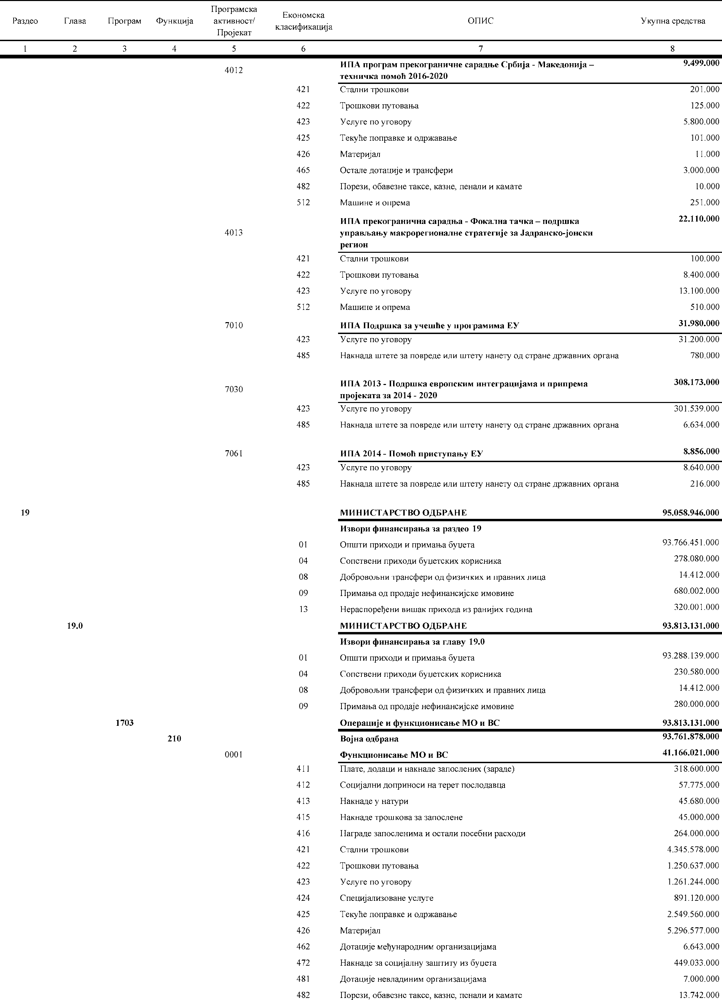 Раздео Глава Програм Функција Програмска активност/ Пројекат Економска класификација ОПИС Укупна средства
1 2 3 4 5 6 7 8
4012 ИПА програм прекограничне сарадње Србија - Македонија – 9.499.000
техничка помоћ 2016-2020
421 Стални трошкови 201.000
422 Трошкови путовања 125.000
423 Услуге по уговору 5.800.000
425 Текуће поправке и одржавање 101.000
426 Материјал 11.000
465 Остале дотације и трансфери 3.000.000
482 Порези, обавезне таксе, казне, пенали и камате 10.000
512 Машине и опрема 251.000
ИПА прекогранична сарадња - Фокална тачка – подршка 22.110.000
4013 управљању макрорегионалне стратегије за Јадранско-јонски
регион
421 Стални трошкови 100.000
422 Трошкови путовања 8.400.000
423 Услуге по уговору 13.100.000
512 Машине и опрема 510.000
7010 ИПА Подршка за учешће у програмима ЕУ 31.980.000
423 Услуге по уговору 31.200.000
485 Накнада штете за повреде или штету нанету од стране државних органа 780.000
7030 ИПА 2013 - Подршка европским интеграцијама и припрема 308.173.000
пројеката за 2014 - 2020
423 Услуге по уговору 301.539.000
485 Накнада штете за повреде или штету нанету од стране државних органа 6.634.000
7061 ИПА 2014 - Помоћ приступању ЕУ 8.856.000
423 Услуге по уговору 8.640.000
485 Накнада штете за повреде или штету нанету од стране државних органа 216.000
19 МИНИСТАРСТВО ОДБРАНЕ 95.058.946.000
Извори финансирања за раздео 19
01 Општи приходи и примања буџета 93.766.451.000
04 Сопствени приходи буџетских корисника 278.080.000
08 Добровољни трансфери од физичких и правних лица 14.412.000
09 Примања од продаје нефинансијске имовине 680.002.000
13 Нераспоређени вишак прихода из ранијих година 320.001.000
19.0 МИНИСТАРСТВО ОДБРАНЕ 93.813.131.000
Извори финансирања за главу 19.0
01 Општи приходи и примања буџета 93.288.139.000
04 Сопствени приходи буџетских корисника 230.580.000
08 Добровољни трансфери од физичких и правних лица 14.412.000
09 Примања од продаје нефинансијске имовине 280.000.000
1703 Операције и функционисање МО и ВС 93.813.131.000
210 Војна одбрана 93.761.878.000
0001 Функционисање МО и ВС 41.166.021.000
411 Плате, додаци и накнаде запослених (зараде) 318.600.000
412 Социјални доприноси на терет послодавца 57.775.000
413 Накнаде у натури 45.680.000
415 Накнаде трошкова за запослене 45.000.000
416 Награде запосленима и остали посебни расходи 264.000.000
421 Стални трошкови 4.345.578.000
422 Трошкови путовања 1.250.637.000
423 Услуге по уговору 1.261.244.000
424 Специјализоване услуге 891.120.000
425 Текуће поправке и одржавање 2.549.560.000
426 Материјал 5.296.577.000
462 Дотације међународним организацијама 6.643.000
472 Накнаде за социјалну заштиту из буџета 449.033.000
481 Дотације невладиним организацијама 7.000.000
482 Порези, обавезне таксе, казне, пенали и камате 13.742.000